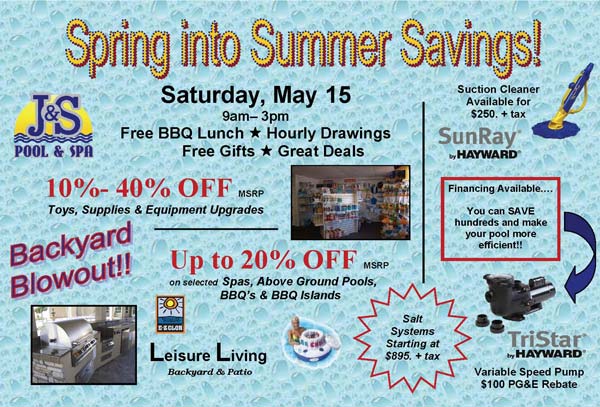 Spring into Summer Savings!
J&S
POOL & SPA
Saturday, May 15
9am– 3pm
Free BBQ Lunch ★ Hourly Drawings
Free Gifts ★ Great Deals
Suction Cleaner
Available for
$250. + tax
SunRay®
by HAYWARD®
10%- 40% OFF MSRP
Toys, Supplies & Equipment Upgrades
Financing Available….
You can SAVE
hundreds and make
your pool more
efficient!!
Backyard
Blowout!!
Up to 20% OFF MSRP
on selected Spas, Above Ground Pools,
BBQ's & BBQ Islands
E-Z CLOR
Leisure Living
Backyard & Patio
Salt
Systems
Starting at
$895. + tax
TriStar®
by HAYWARD®
Variable Speed Pump
$100 PG&E Rebate